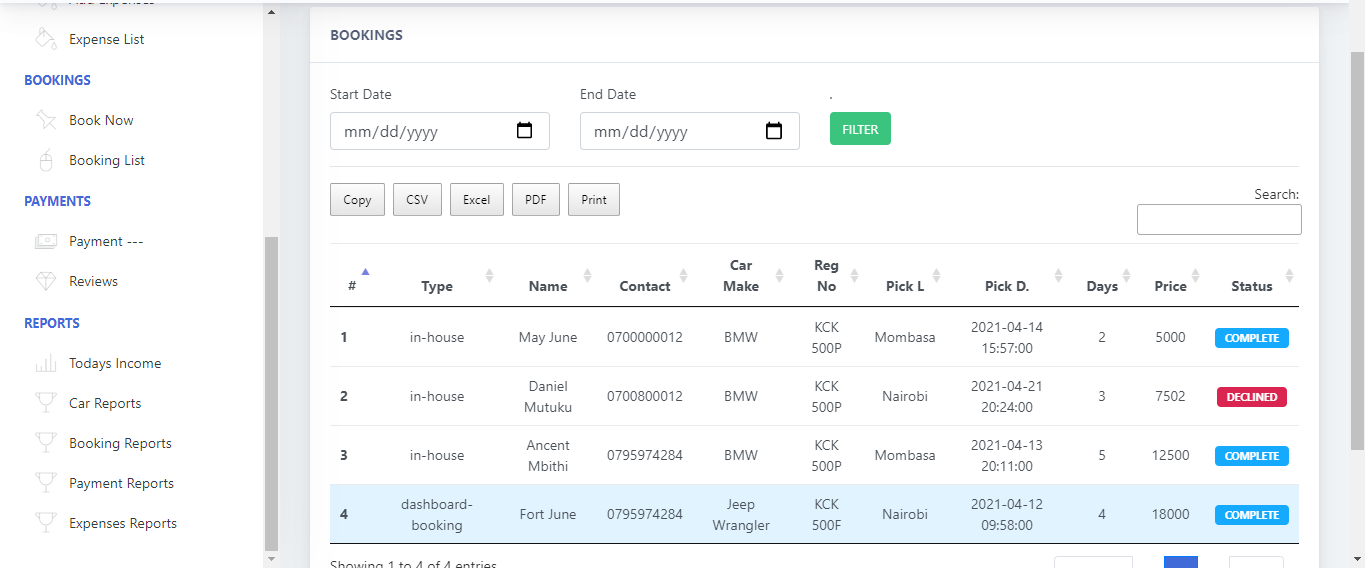 Add Expenses
Expense List
BOOKINGS
Book Now
Booking List
PAYMENTS
Payment ---
Reviews
REPORTS
Todays Income
Car Reports
Booking Reports
Payment Reports
Expenses Reports
BOOKINGS
Start Date End Date .
mm/dd/yyyy mm/dd/yyyy FILTER
Copy CSV Excel PDF Print Search:
# Type Name Contact Car Make Reg No Pick L Pick D. Days Price Status
1 in-house May June 0700000012 BMW KCK 500P Mombasa 2021-04-14 15:57:00 2 5000 COMPLETE
2 in-house Daniel Mutuku 0700800012 BMW KCK 500P Nairobi 2021-04-21 20:24:00 3 7502 DECLINED
3 in-house Ancent Mbithi 0795974284 BMW KCK 500P Mombasa 2021-04-13 20:11:00 5 12500 COMPLETE
4 dashboard-booking Fort June 0795974284 Jeep Wrangler KCK 500F Nairobi 2021-04-12 09:58:00 4 18000 COMPLETE
Showing 1 to 4 of 4 entries